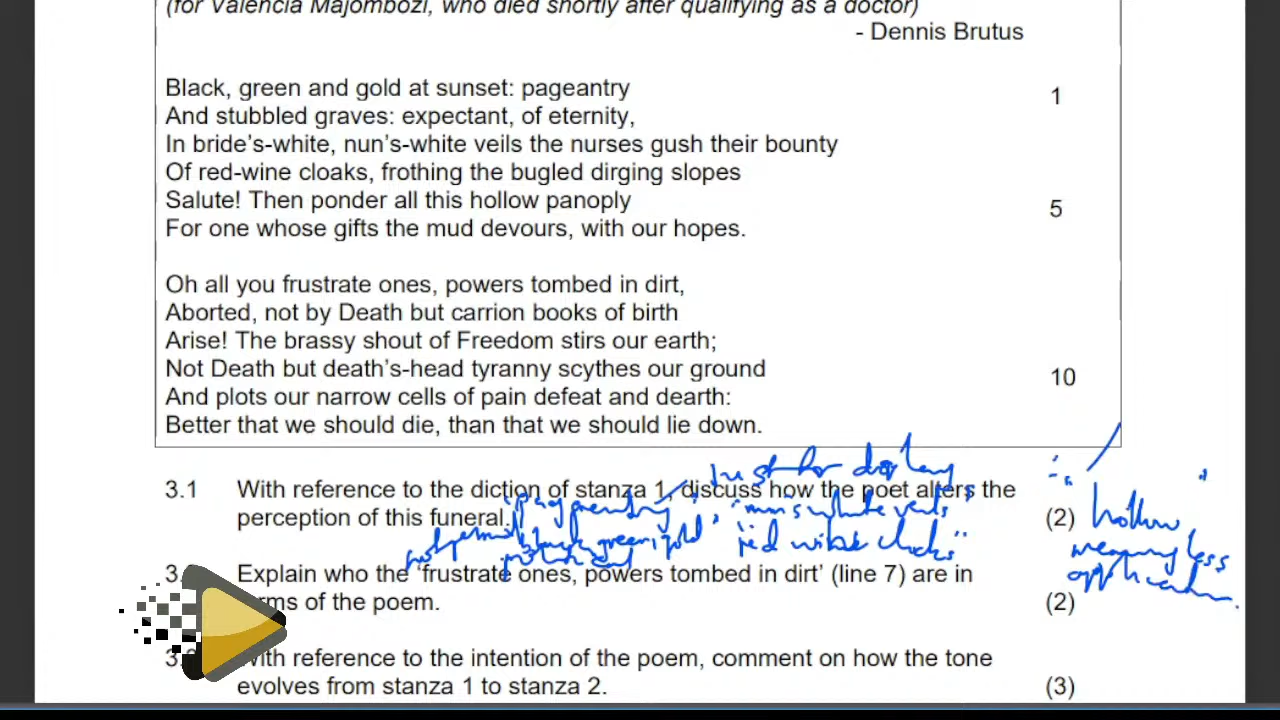 (for Valencia Majombozi, who died shortly after qualifying as a doctor)
- Dennis Brutus
Black, green and gold at sunset: pageantry 1
And stubbled graves: expectant, of eternity,
In bride's-white, nun's-white veils the nurses gush their bounty
Of red-wine cloaks, frothing the bugled dirging slopes
Salute! Then ponder all this hollow panoply 5
For one whose gifts the mud devours, with our hopes.
Oh all you frustrate ones, powers tombed in dirt,
Aborted, not by Death but carrion books of birth
Arise! The brassy shout of Freedom stirs our earth;
Not Death but death's-head tyranny scythes our ground 10
And plots our narrow cells of pain defeat and dearth:
Better that we should die, than that we should lie down.
just for display
3.1 With reference to the diction of stanza 1, discuss how the poet alters the
perception of this funeral. (2)
hollow
Explain who the 'frustrate ones, powers tombed in dirt' (line 7) are in
of the poem. (2)
With reference to the intention of the poem, comment on how the tone
evolves from stanza 1 to stanza 2. (3)